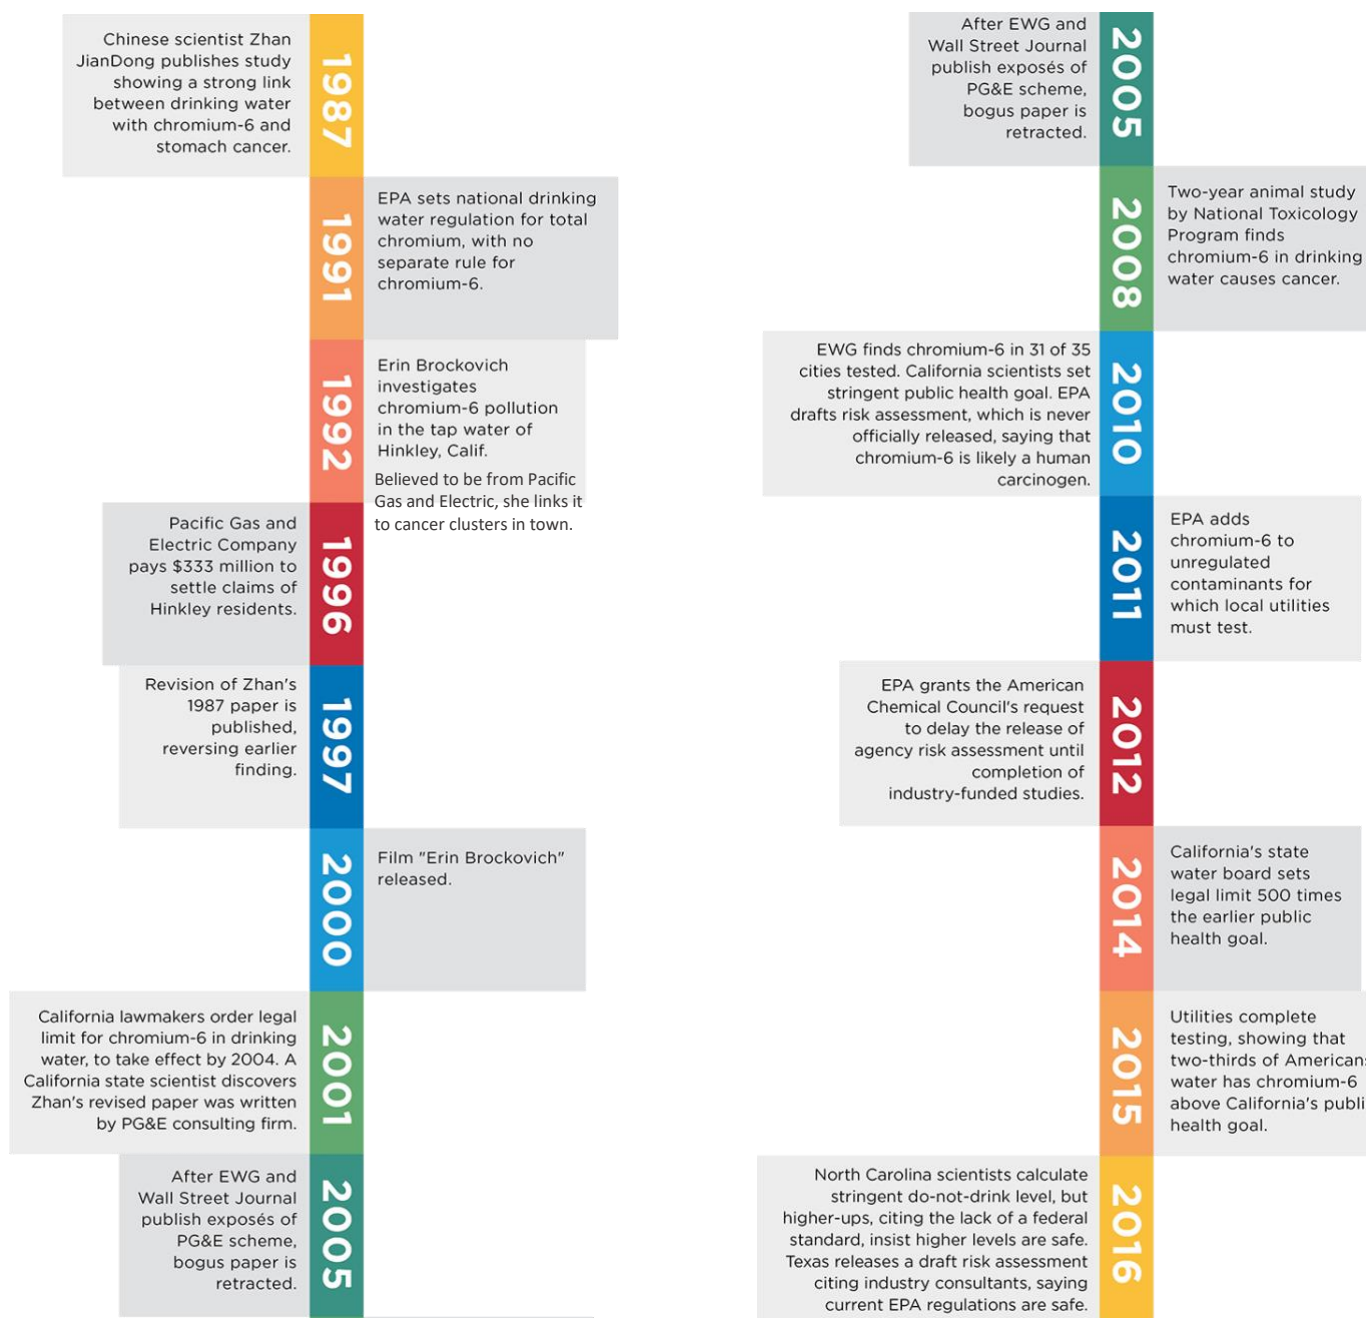 Chinese scientist Zhan
JianDong publishes study
showing a strong link
between drinking water
with chromium-6 and
stomach cancer.
1987
1991
EPA sets national drinking
water regulation for total
chromium, with no
separate rule for
chromium-6.
1992
Erin Brockovich
investigates
chromium-6 pollution
in the tap water of
Hinkley, Calif.
Believed to be from Pacific
Gas and Electric, she links it
to cancer clusters in town.
Pacific Gas and
Electric Company
pays $333 million to
settle claims of
Hinkley residents.
1996
Revision of Zhan's
1987 paper is
published,
reversing earlier
finding.
1997
2000
Film "Erin Brockovich"
released.
California lawmakers order legal
limit for chromium-6 in drinking
water, to take effect by 2004. A
California state scientist discovers
Zhan's revised paper was written
by PG&E consulting firm.
2001
After EWG and
Wall Street Journal
publish exposés of
PG&E scheme,
bogus paper is
retracted.
2005
After EWG and
Wall Street Journal
publish exposés of
PG&E scheme,
bogus paper is
retracted.
2005
2008
Two-year animal study
by National Toxicology
Program finds
chromium-6 in drinking
water causes cancer.
EWG finds chromium-6 in 31 of 35
cities tested. California scientists set
stringent public health goal. EPA
drafts risk assessment, which is never
officially released, saying that
chromium-6 is likely a human
carcinogen.
2010
2011
EPA adds
chromium-6 to
unregulated
contaminants for
which local utilities
must test.
EPA grants the American
Chemical Council's request
to delay the release of
agency risk assessment until
completion of
industry-funded studies.
2012
2014
California's state
water board sets
legal limit 500 times
the earlier public
health goal.
2015
Utilities complete
testing, showing that
two-thirds of Americans
water has chromium-6
above California's publi
health goal.
North Carolina scientists calculate
stringent do-not-drink level, but
higher-ups, citing the lack of a federal
standard, insist higher levels are safe.
Texas releases a draft risk assessment
citing industry consultants, saying
current EPA regulations are safe.
2016